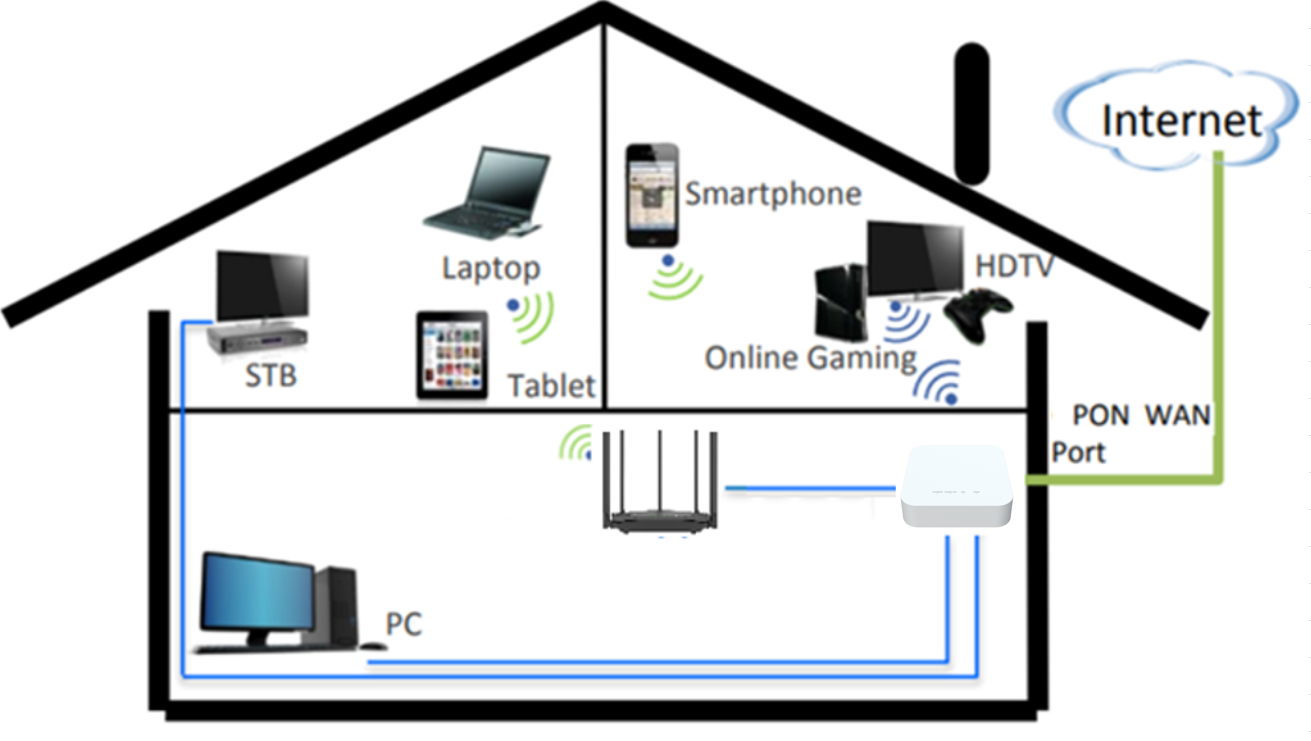 Internet
Smartphone
Laptop
HDTV
STB
Tablet
Online Gaming
PON WAN
Port
PC